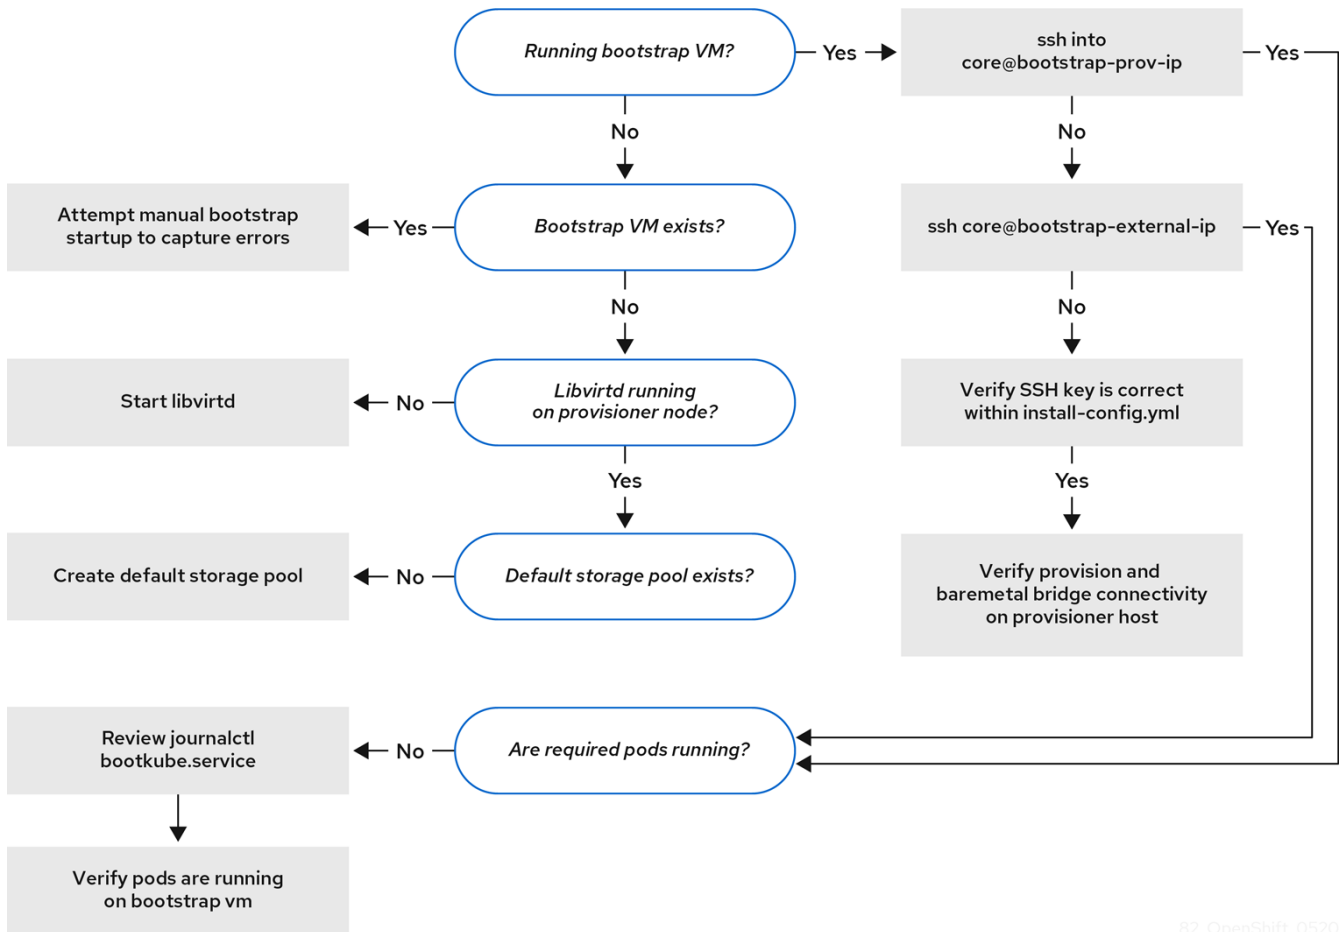 Running bootstrap VM?
Yes
ssh into
core@bootstrap-prov-ip
Yes
No
No
Attempt manual bootstrap
startup to capture errors
Yes
Bootstrap VM exists?
ssh core@bootstrap-external-ip
Yes
No
No
Start libvirtd
No
Libvirtd running
on provisioner node?
Verify SSH key is correct
within install-config.yml
Yes
Yes
Create default storage pool
No
Default storage pool exists?
Verify provision and
baremetal bridge connectivity
on provisioner host
Review journalctl
bootkube.service
No
Are required pods running?
Verify pods are running
on bootstrap vm
82_OpenShift_0520